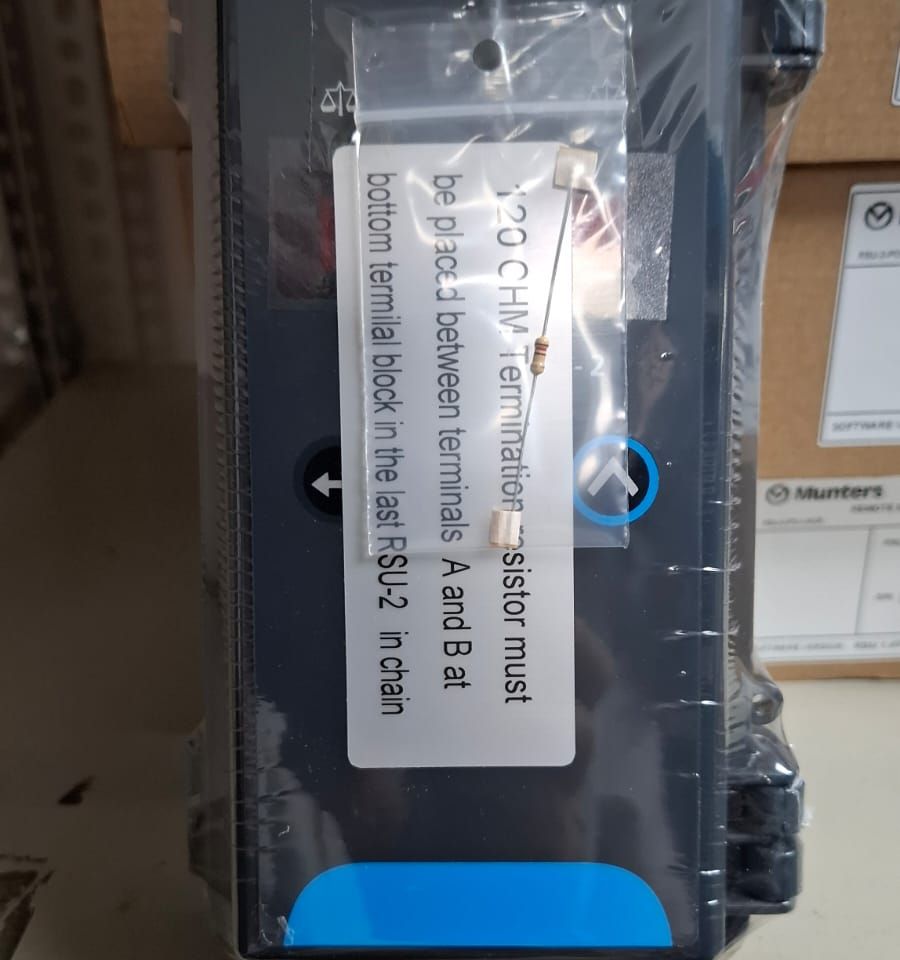 120 OHM Termination resistor must
be placed between terminals A and B at
bottom termilal block in the last RSU-2 in chain
Munters